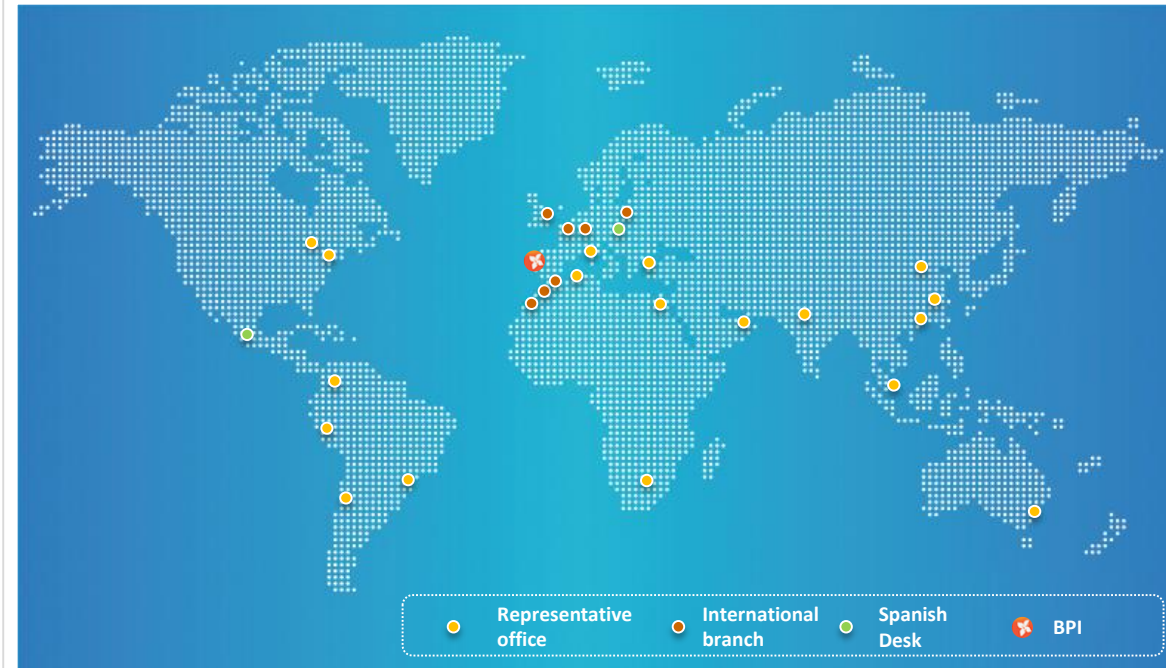 Representative
office
International
branch
Spanish
Desk
BPI